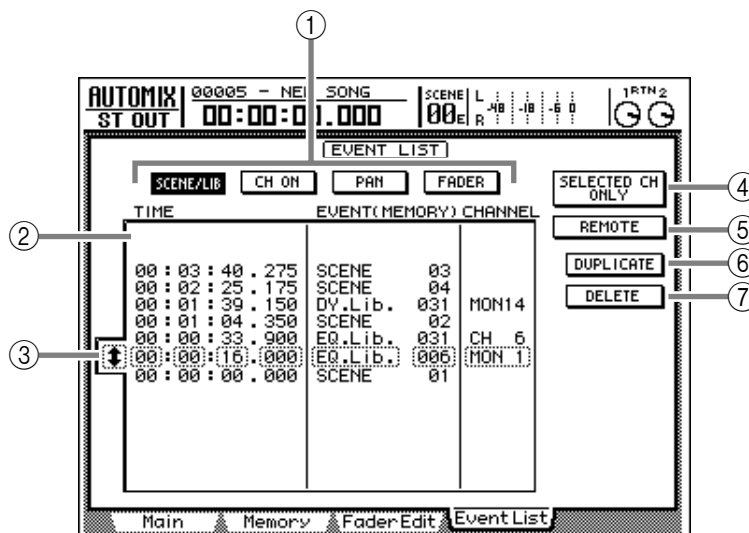 ①
AUTOMIX 00005 - NE SONG SCENE L -48 -18 -6 0 1RTN2
ST OUT 00:00:0 .000 00E R
EVENT LIST
SCENE/LIB CH ON PAN FADER SELECTED CH ONLY ④
TIME EVENT(MEMORY) CHANNEL
② REMOTE ⑤
DUPLICATE ⑥
00:03:40.275 SCENE 03
00:02:25.175 SCENE 04
DELETE ⑦
00:01:39.150 DY.Lib. 031 MON14
00:01:04.350 SCENE 02
00:00:33.900 EQ.Lib. 031 CH 6
③ 00:00:16.000 EQ.Lib. 006 MON 1
00:00:00.000 SCENE 01
Main Memory Fader Edit Event List